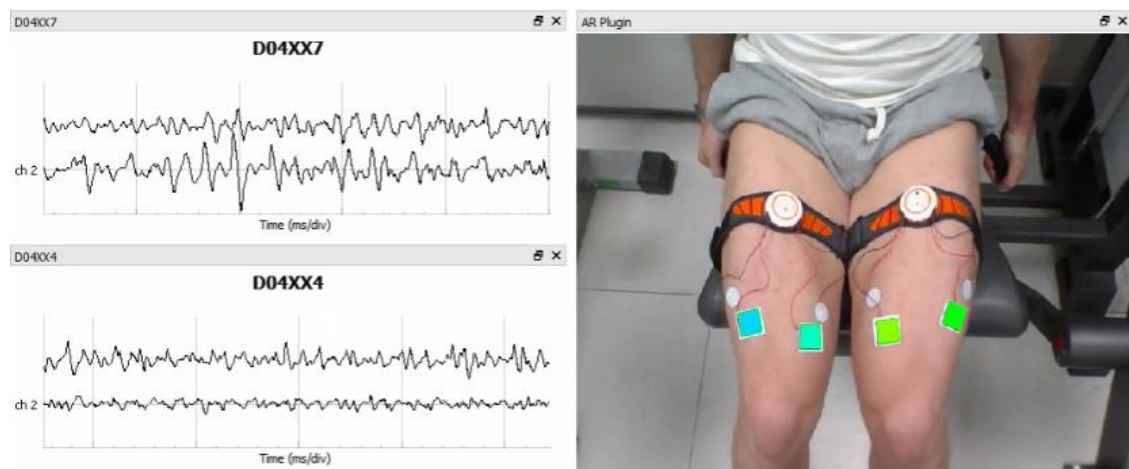 D04XX7
D04XX7
ch 2
Time (ms/div)
D04XX4
D04XX4
ch 2
Time (ms/div)
AR Plugin